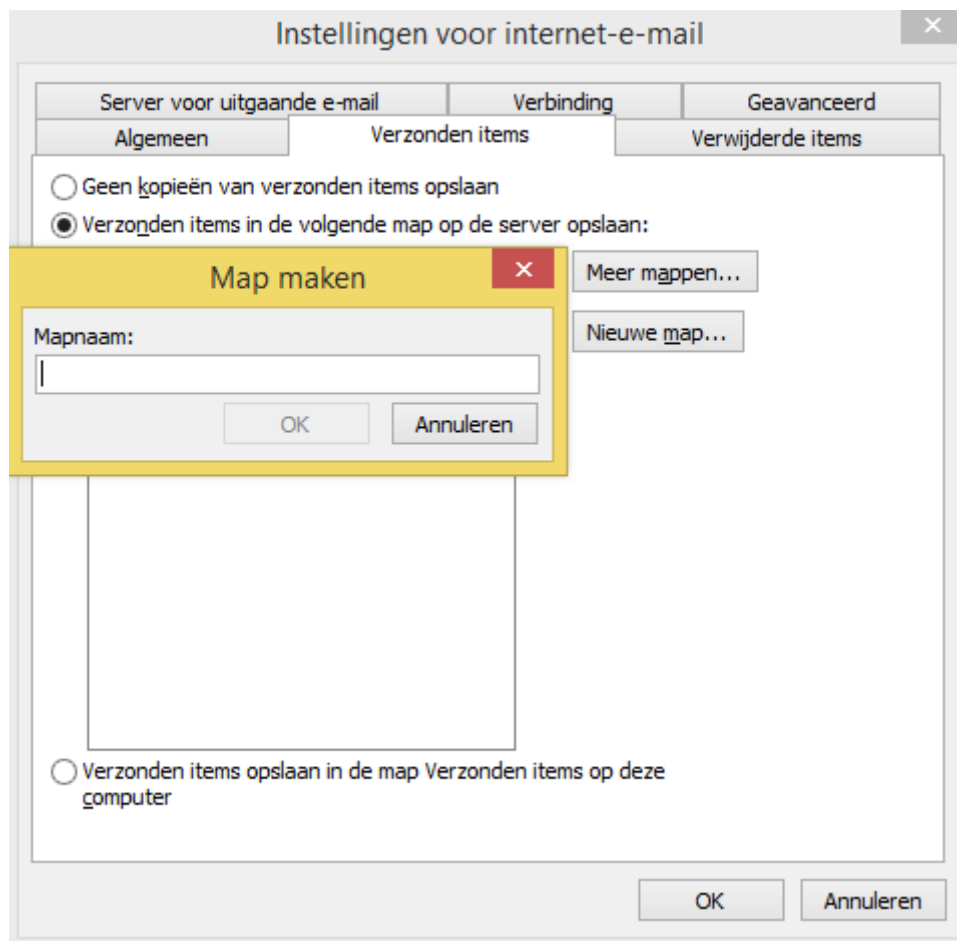 Instellingen voor internet-e-mail
Server voor uitgaande e-mail
Verbinding
Geavanceerd
Algemeen
Verzonden items
Verwijderde items
Geen kopieën van verzonden items opslaan
Verzonden items in de volgende map op de server opslaan:
Map maken
Meer mappen...
Mapnaam:
Nieuwe map...
OK
Annuleren
Verzonden items opslaan in de map Verzonden items op deze
computer
OK
Annuleren